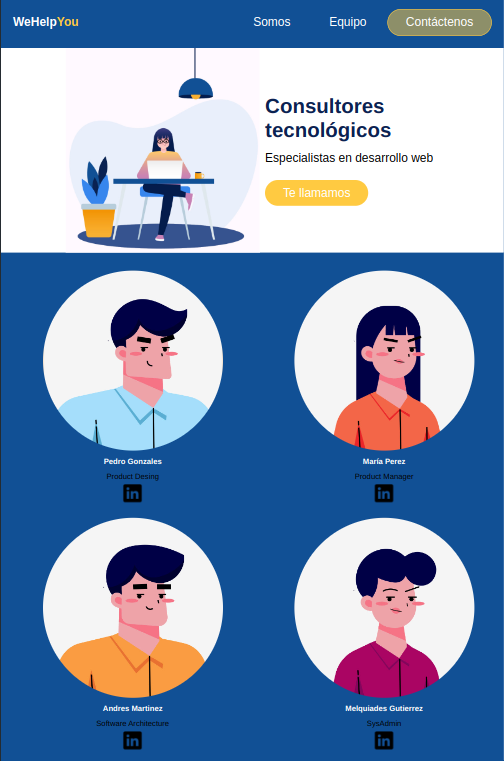 WeHelpYou
Somos
Equipo
Contáctenos
Consultores
tecnológicos
Especialistas en desarrollo web
Te llamamos
Pedro Gonzales
Product Desing
in
María Perez
Product Manager
in
Andres Martinez
Software Architecture
in
Melquiades Gutierrez
SysAdmin
in